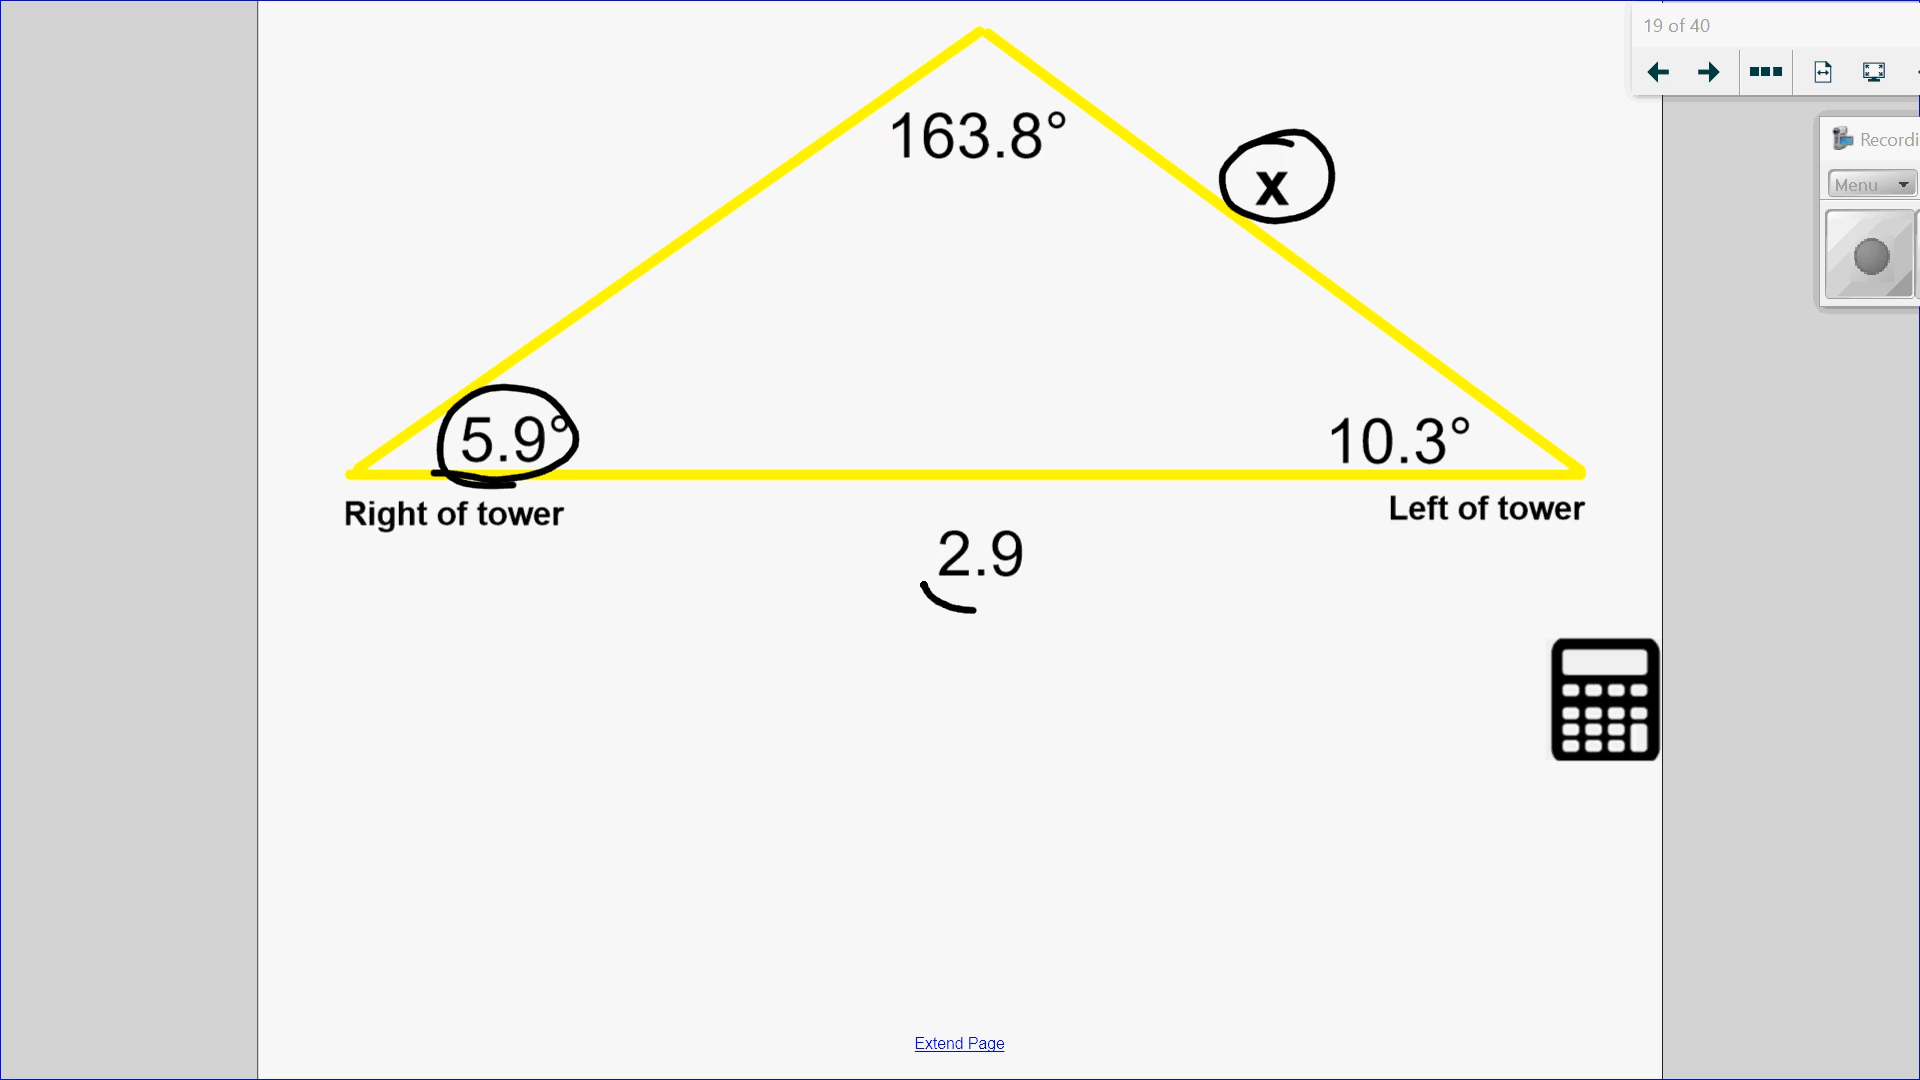 19 of 40
163.8°
x
Recordi
Menu
5.9°
10.3°
Right of tower
Left of tower
2.9
Extend Page